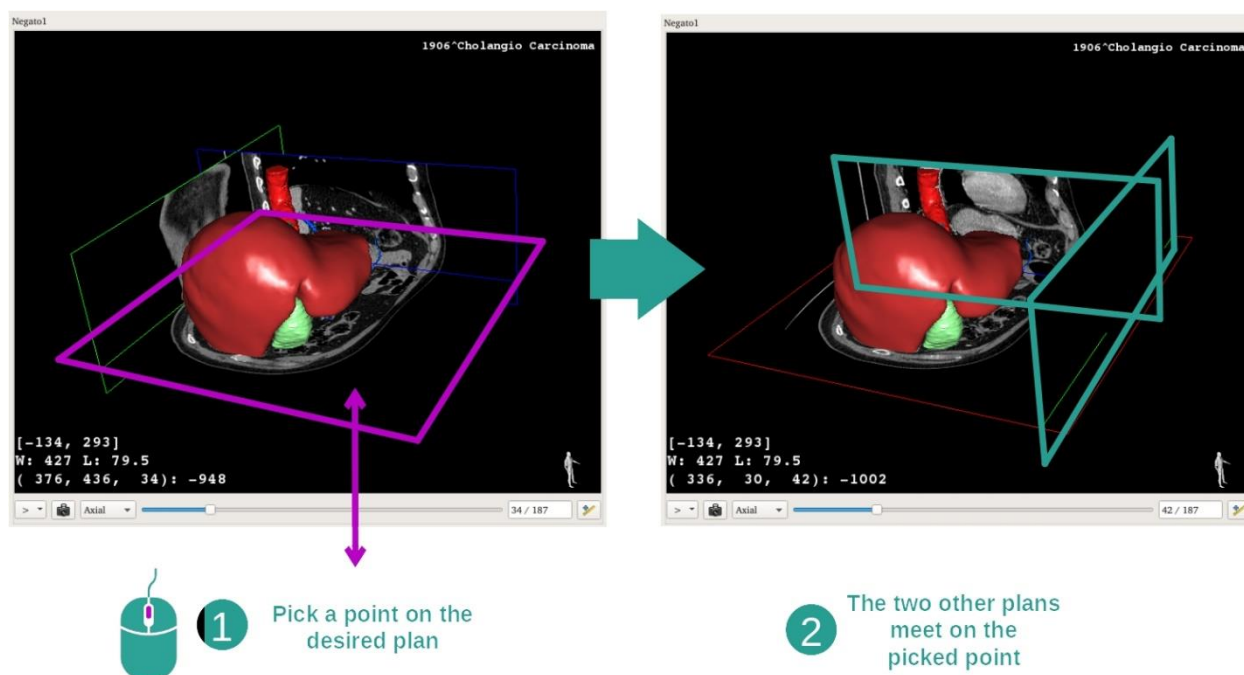 Negato1
1906^Cholangio Carcinoma
[-134, 293]
W: 427 L: 79.5
( 376, 436,  34): -948
> Axial 34 / 187
Negato1
1906^Cholangio Carcinoma
[-134, 293]
W: 427 L: 79.5
( 336,  30,  42): -1002
> Axial 42 / 187
1
Pick a point on the
desired plan
2
The two other plans
meet on the
picked point